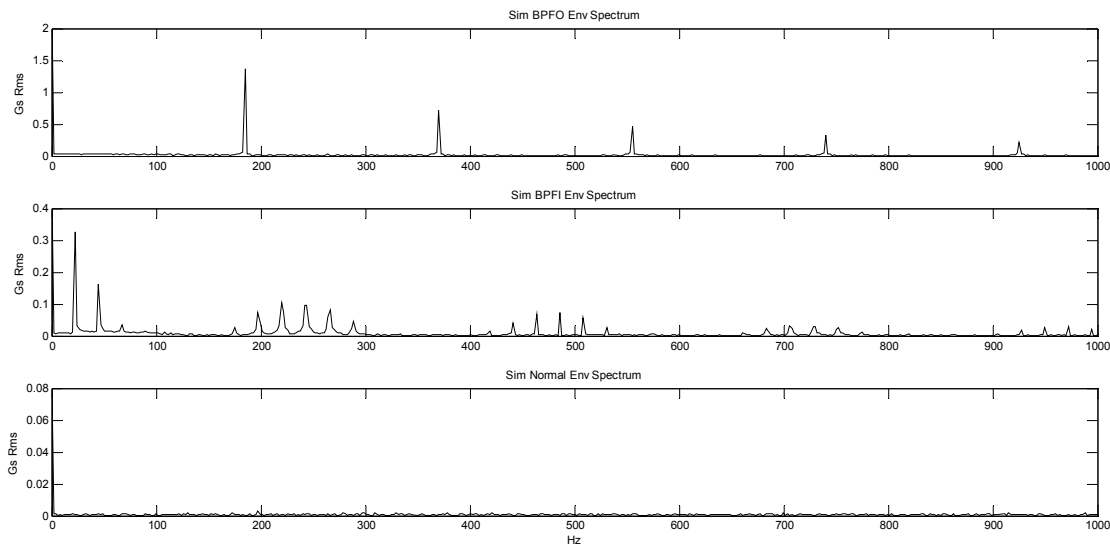 Sim BPFO Env Spectrum
2
1.5
1
0.5
0
Gs Rms
0 100 200 300 400 500 600 700 800 900 1000
Sim BPFI Env Spectrum
0.4
0.3
0.2
0.1
0
Gs Rms
0 100 200 300 400 500 600 700 800 900 1000
Sim Normal Env Spectrum
0.08
0.06
0.04
0.02
0
Gs Rms
0 100 200 300 400 500 600 700 800 900 1000
Hz